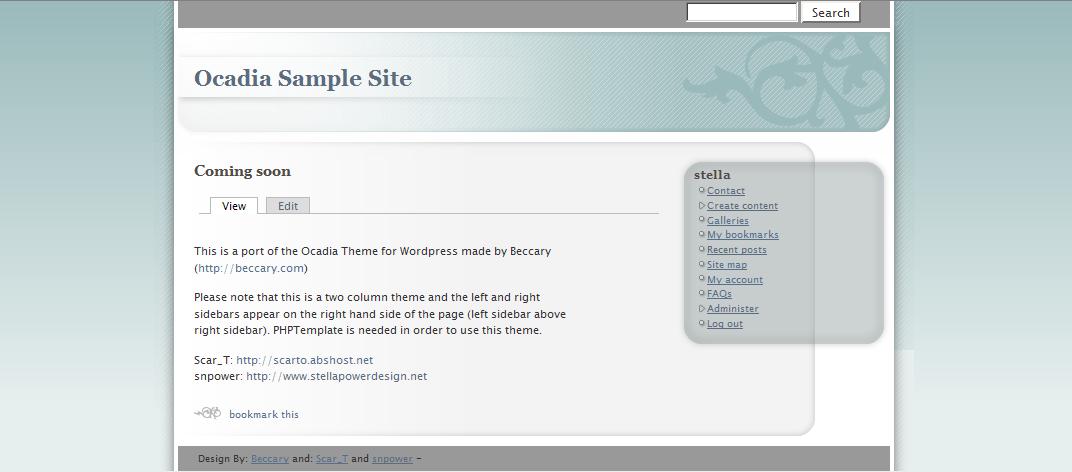 Search
Ocadia Sample Site
Coming soon
View Edit
This is a port of the Ocadia Theme for Wordpress made by Beccary
(http://beccary.com)
Please note that this is a two column theme and the left and right
sidebars appear on the right hand side of the page (left sidebar above
right sidebar). PHPTemplate is needed in order to use this theme.
Scar_T: http://scarto.abshost.net
snpower: http://www.stellapowerdesign.net
bookmark this
stella
Contact
Create content
Galleries
My bookmarks
Recent posts
Site map
My account
FAQs
Administer
Log out
Design By: Beccary and: Scar_T and snpower ~